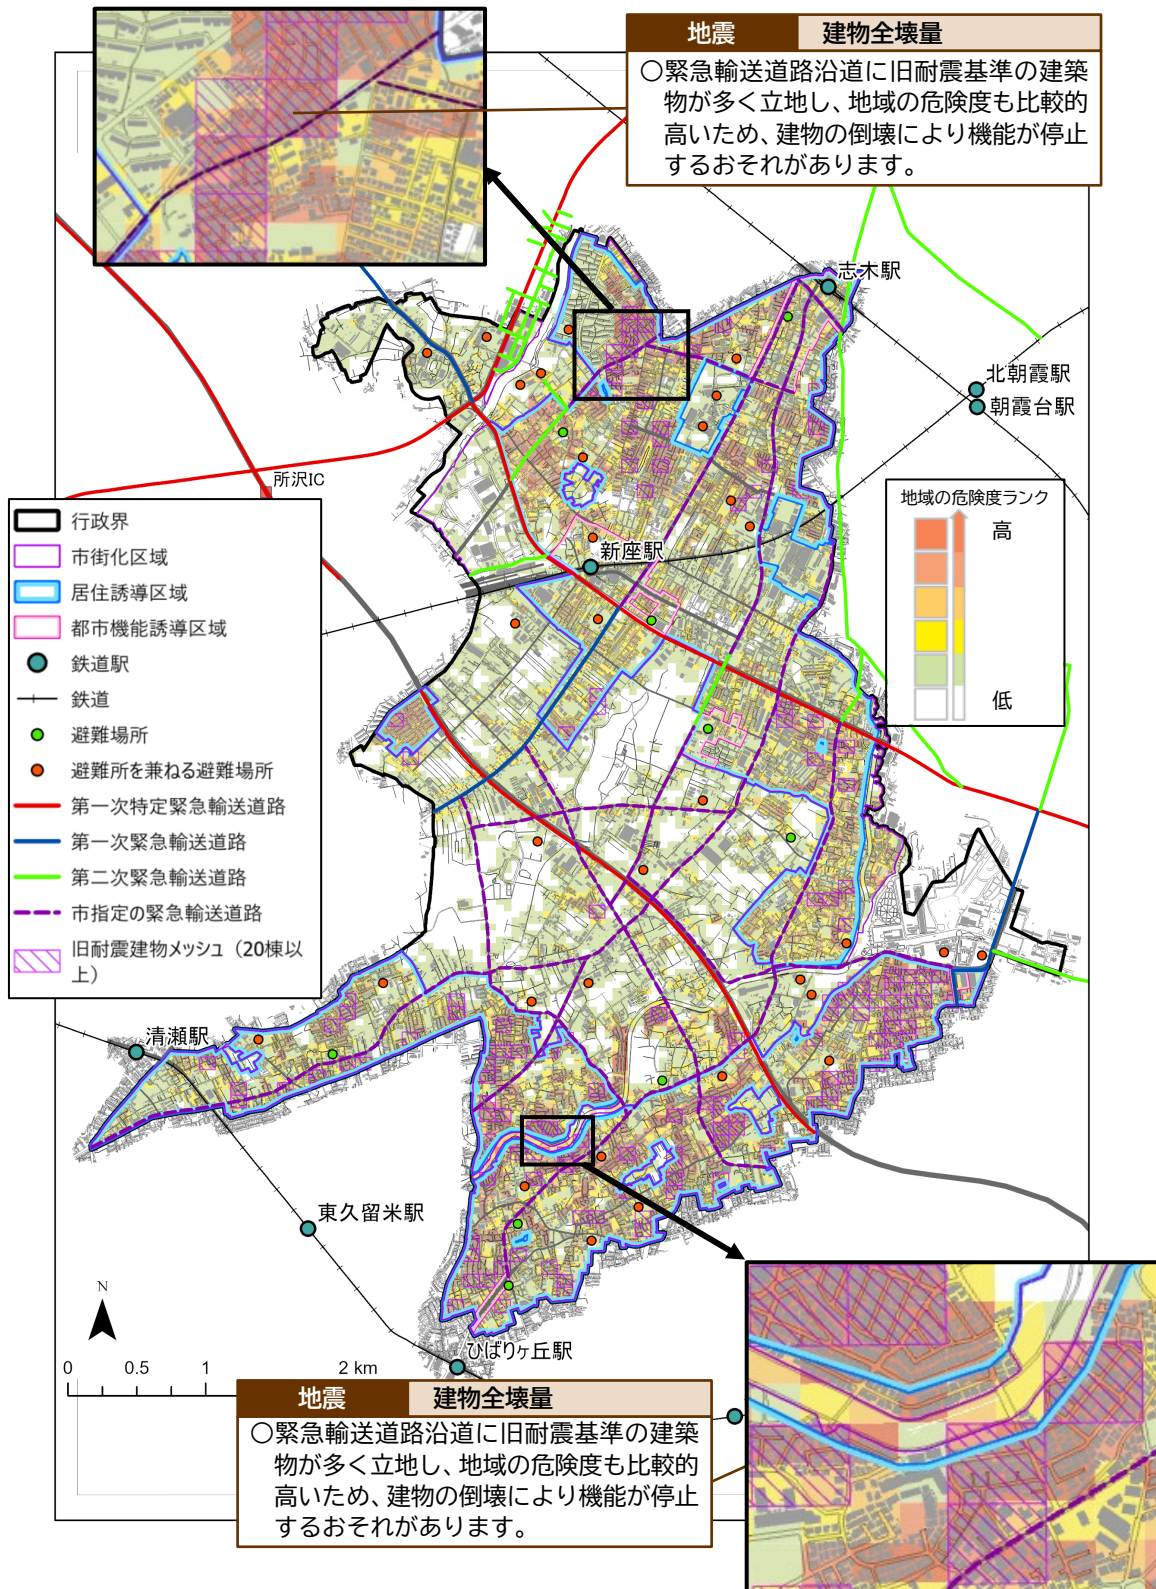 地震 建物全壊量
○緊急輸送道路沿道に旧耐震基準の建築
物が多く立地し、地域の危険度も比較的
高いため、建物の倒壊により機能が停止
するおそれがあります。
志木駅
北朝霞駅
朝霞台駅
所沢IC
地域の危険度ランク
高
低
行政界
市街化区域
居住誘導区域
都市機能誘導区域
鉄道駅
鉄道
避難場所
避難所を兼ねる避難場所
第一次特定緊急輸送道路
第一次緊急輸送道路
第二次緊急輸送道路
市指定の緊急輸送道路
旧耐震建物メッシュ（20棟以
上）
新座駅
清瀬駅
東久留米駅
ひばりヶ丘駅
N
0 0.5 1 2 km
地震 建物全壊量
○緊急輸送道路沿道に旧耐震基準の建築
物が多く立地し、地域の危険度も比較的
高いため、建物の倒壊により機能が停止
するおそれがあります。